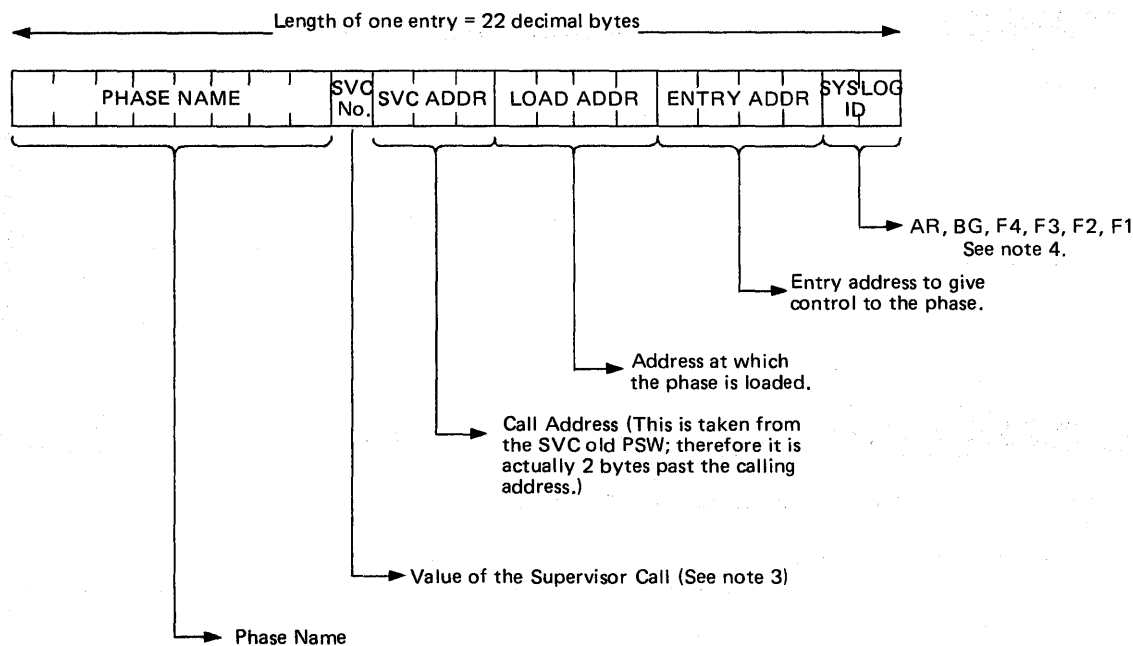 Length of one entry = 22 decimal bytes
PHASE NAME
SVC No.
SVC ADDR
LOAD ADDR
ENTRY ADDR
SYSLOG ID
AR, BG, F4, F3, F2, F1
See note 4.
Entry address to give
control to the phase.
Address at which
the phase is loaded.
Call Address (This is taken from
the SVC old PSW; therefore it is
actually 2 bytes past the calling
address.)
Value of the Supervisor Call (See note 3)
Phase Name